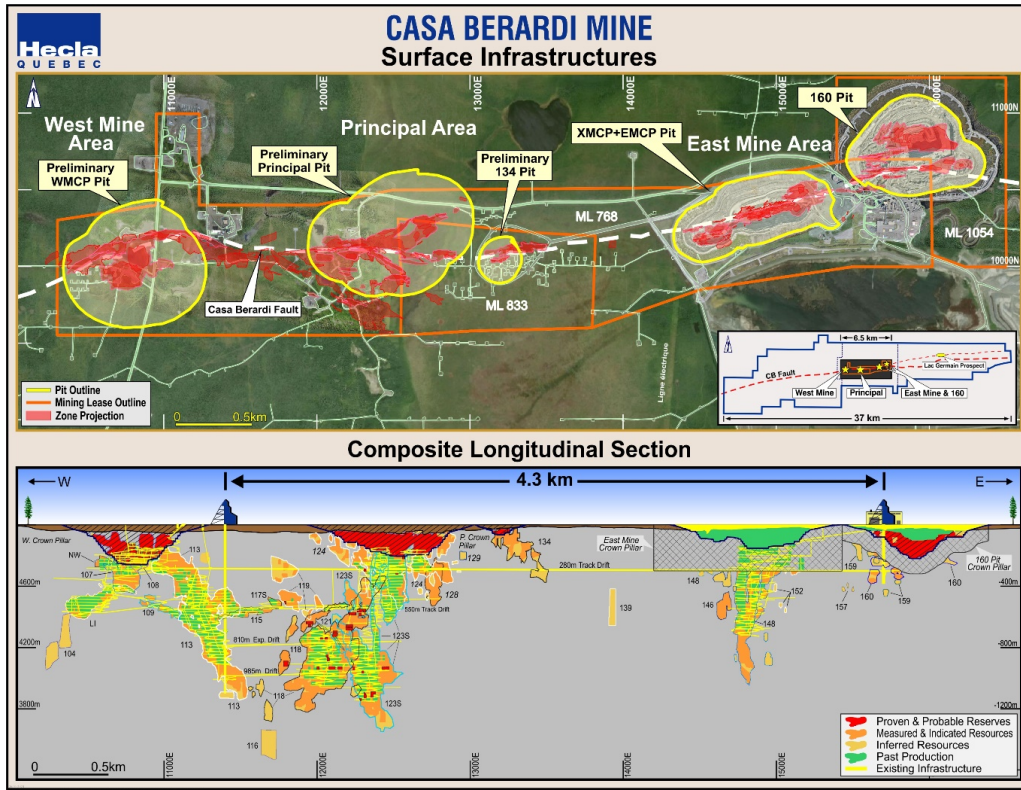 Hecla
QUEBEC
CASA BERARDI MINE
Surface Infrastructures
11000E
12000E
13000E
14000E
15000E
16000E
11000N
10000N
West Mine
Area
Principal Area
East Mine Area
160 Pit
XMCP+EMCP Pit
Preliminary
WMCP Pit
Preliminary
Principal Pit
Preliminary
134 Pit
ML 768
ML 1054
ML 833
Casa Berardi Fault
Ligne électrique
Pit Outline
Mining Lease Outline
Zone Projection
0 0.5km
6.5 km
CB Fault
Lac Germain Prospect
West Mine
Principal
East Mine & 160
37 km
Composite Longitudinal Section
W
4.3 km
E
W. Crown Pillar
NW
113
124
123S
P. Crown
Pillar
129
134
East Mine
Crown Pillar
159
160
160 Pit
Crown Pillar
107
108
4600m
119
117S
124
128
280m Track Drift
148
-400m
109
115
550m Track Drift
139
146
152
157
160
159
LI
121
104
113
810m Exp. Drift
118
123S
148
4200m
-800m
985m Drift
113
118
123S
3800m
-1200m
116
Proven & Probable Reserves
Measured & Indicated Resources
Inferred Resources
Past Production
Existing Infrastructure
0 0.5km
11000E
12000E
13000E
14000E
15000E